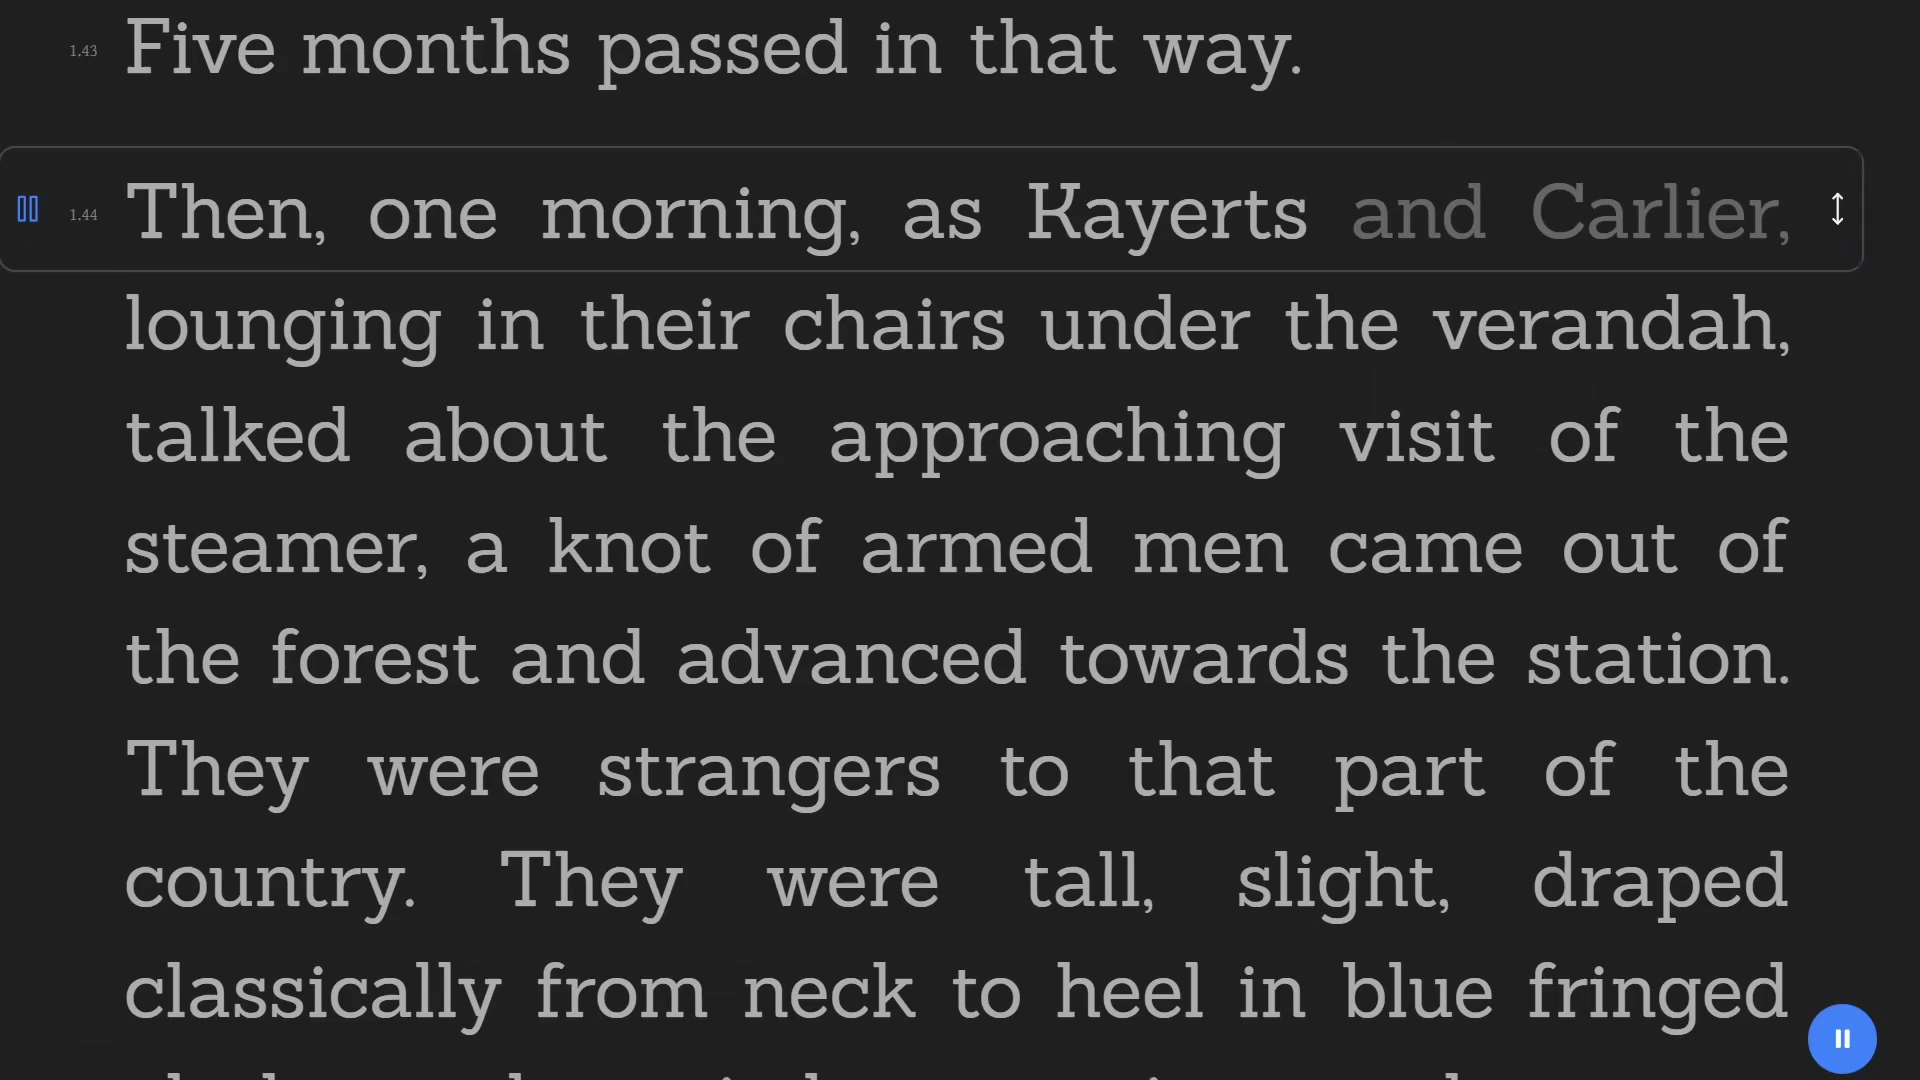 1.43 Five months passed in that way.
1.44 Then, one morning, as Kayerts and Carlier,
lounging in their chairs under the verandah,
talked about the approaching visit of the
steamer, a knot of armed men came out of
the forest and advanced towards the station.
They were strangers to that part of the
country. They were tall, slight, draped
classically from neck to heel in blue fringed